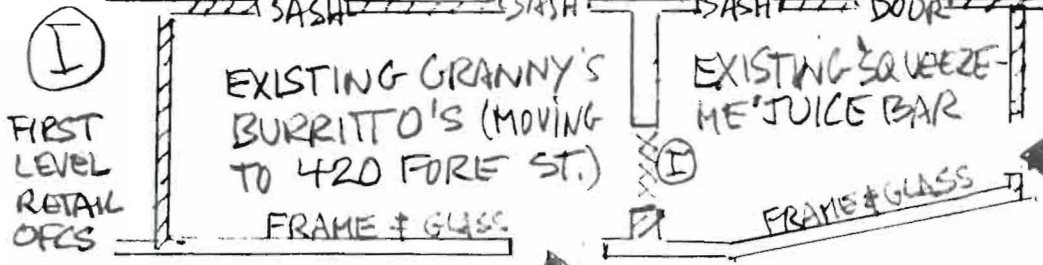 SASH SASH SASH DOOR
I
EXISTING GRANNY'S
BURRITTO'S (MOVING
TO 420 FORE ST.)
EXISTING 'SQUEEZE-
ME' JUICE BAR
FIRST
LEVEL
RETAIL
OFCS
I
FRAME & GLASS
FRAME & GLASS